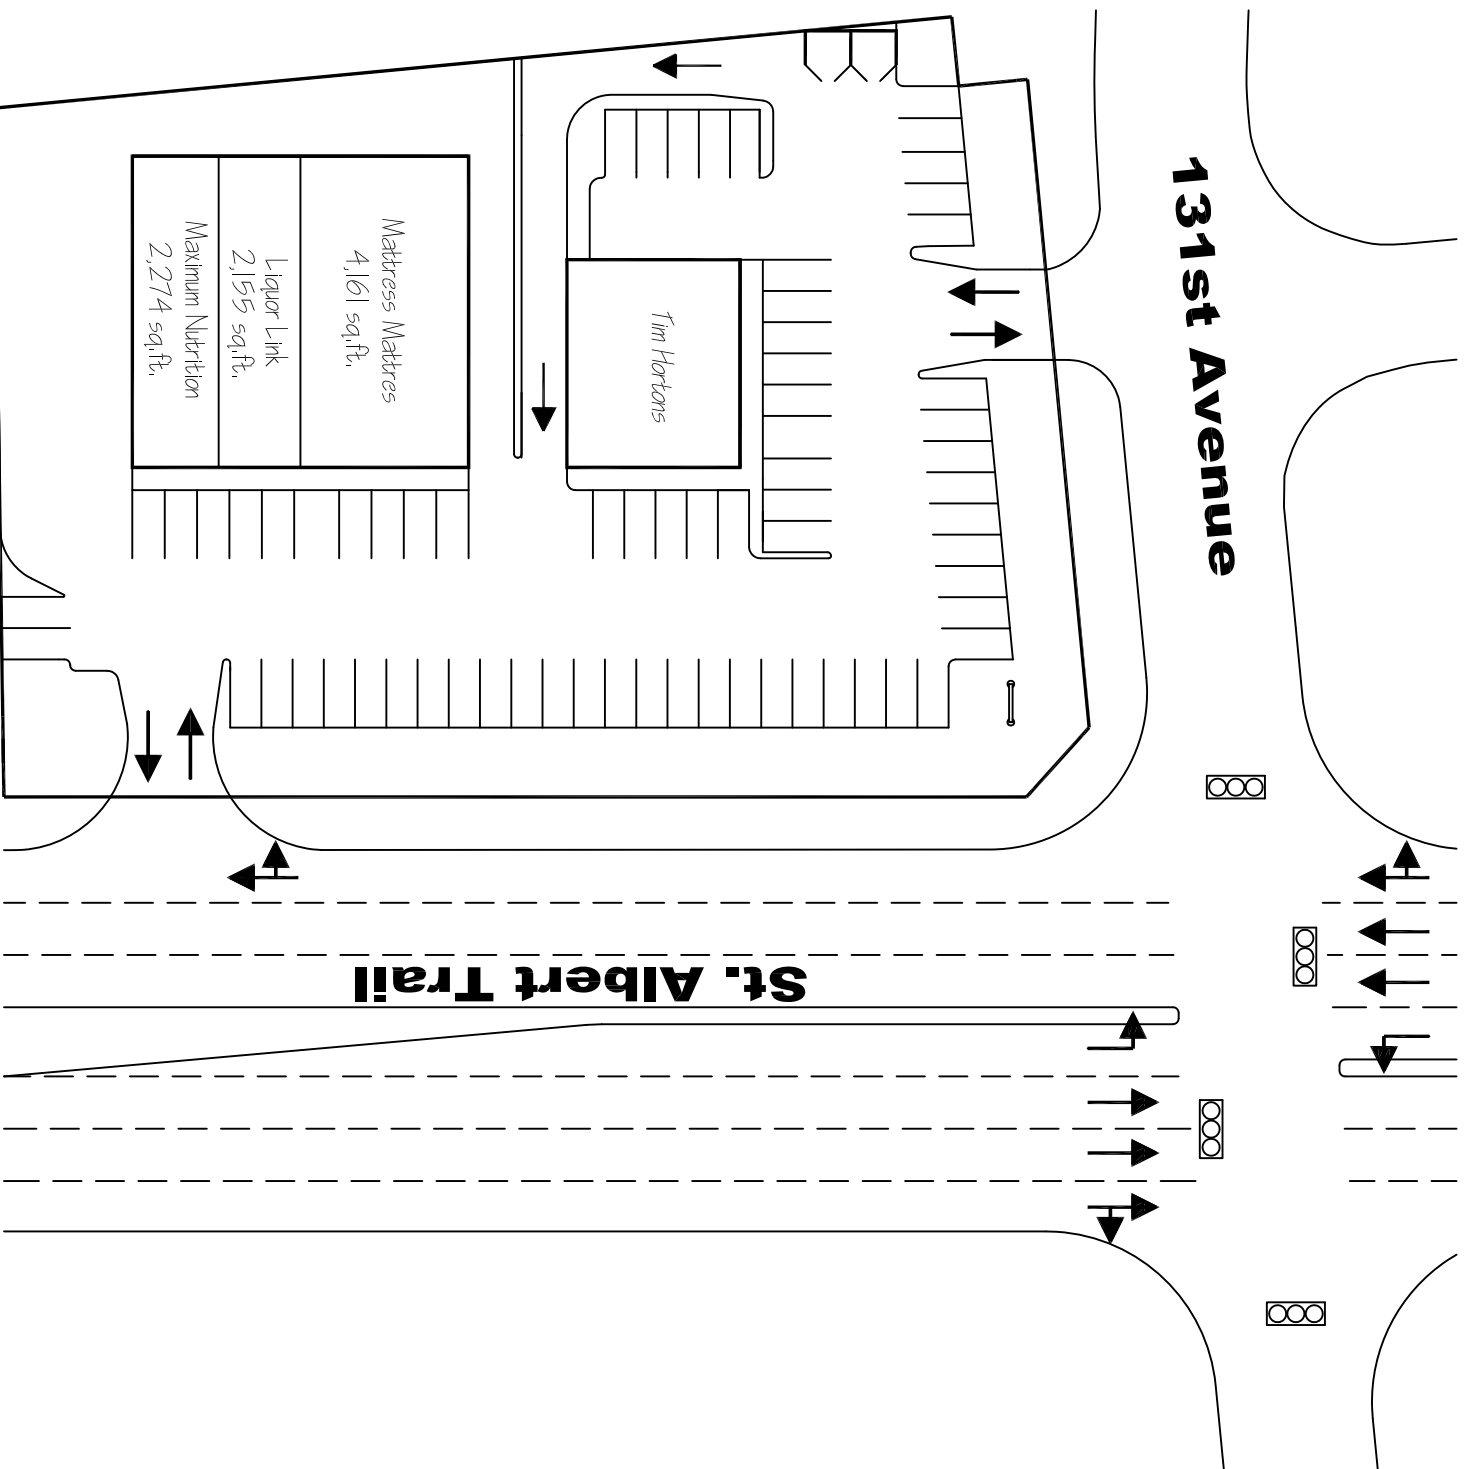 Maximum Nutrition
2,274 sq.ft.
Liquor Link
2,155 sq.ft.
Mattress Mattres
4,161 sq.ft.
Tim Hortons
131st Avenue
St. Albert Trail